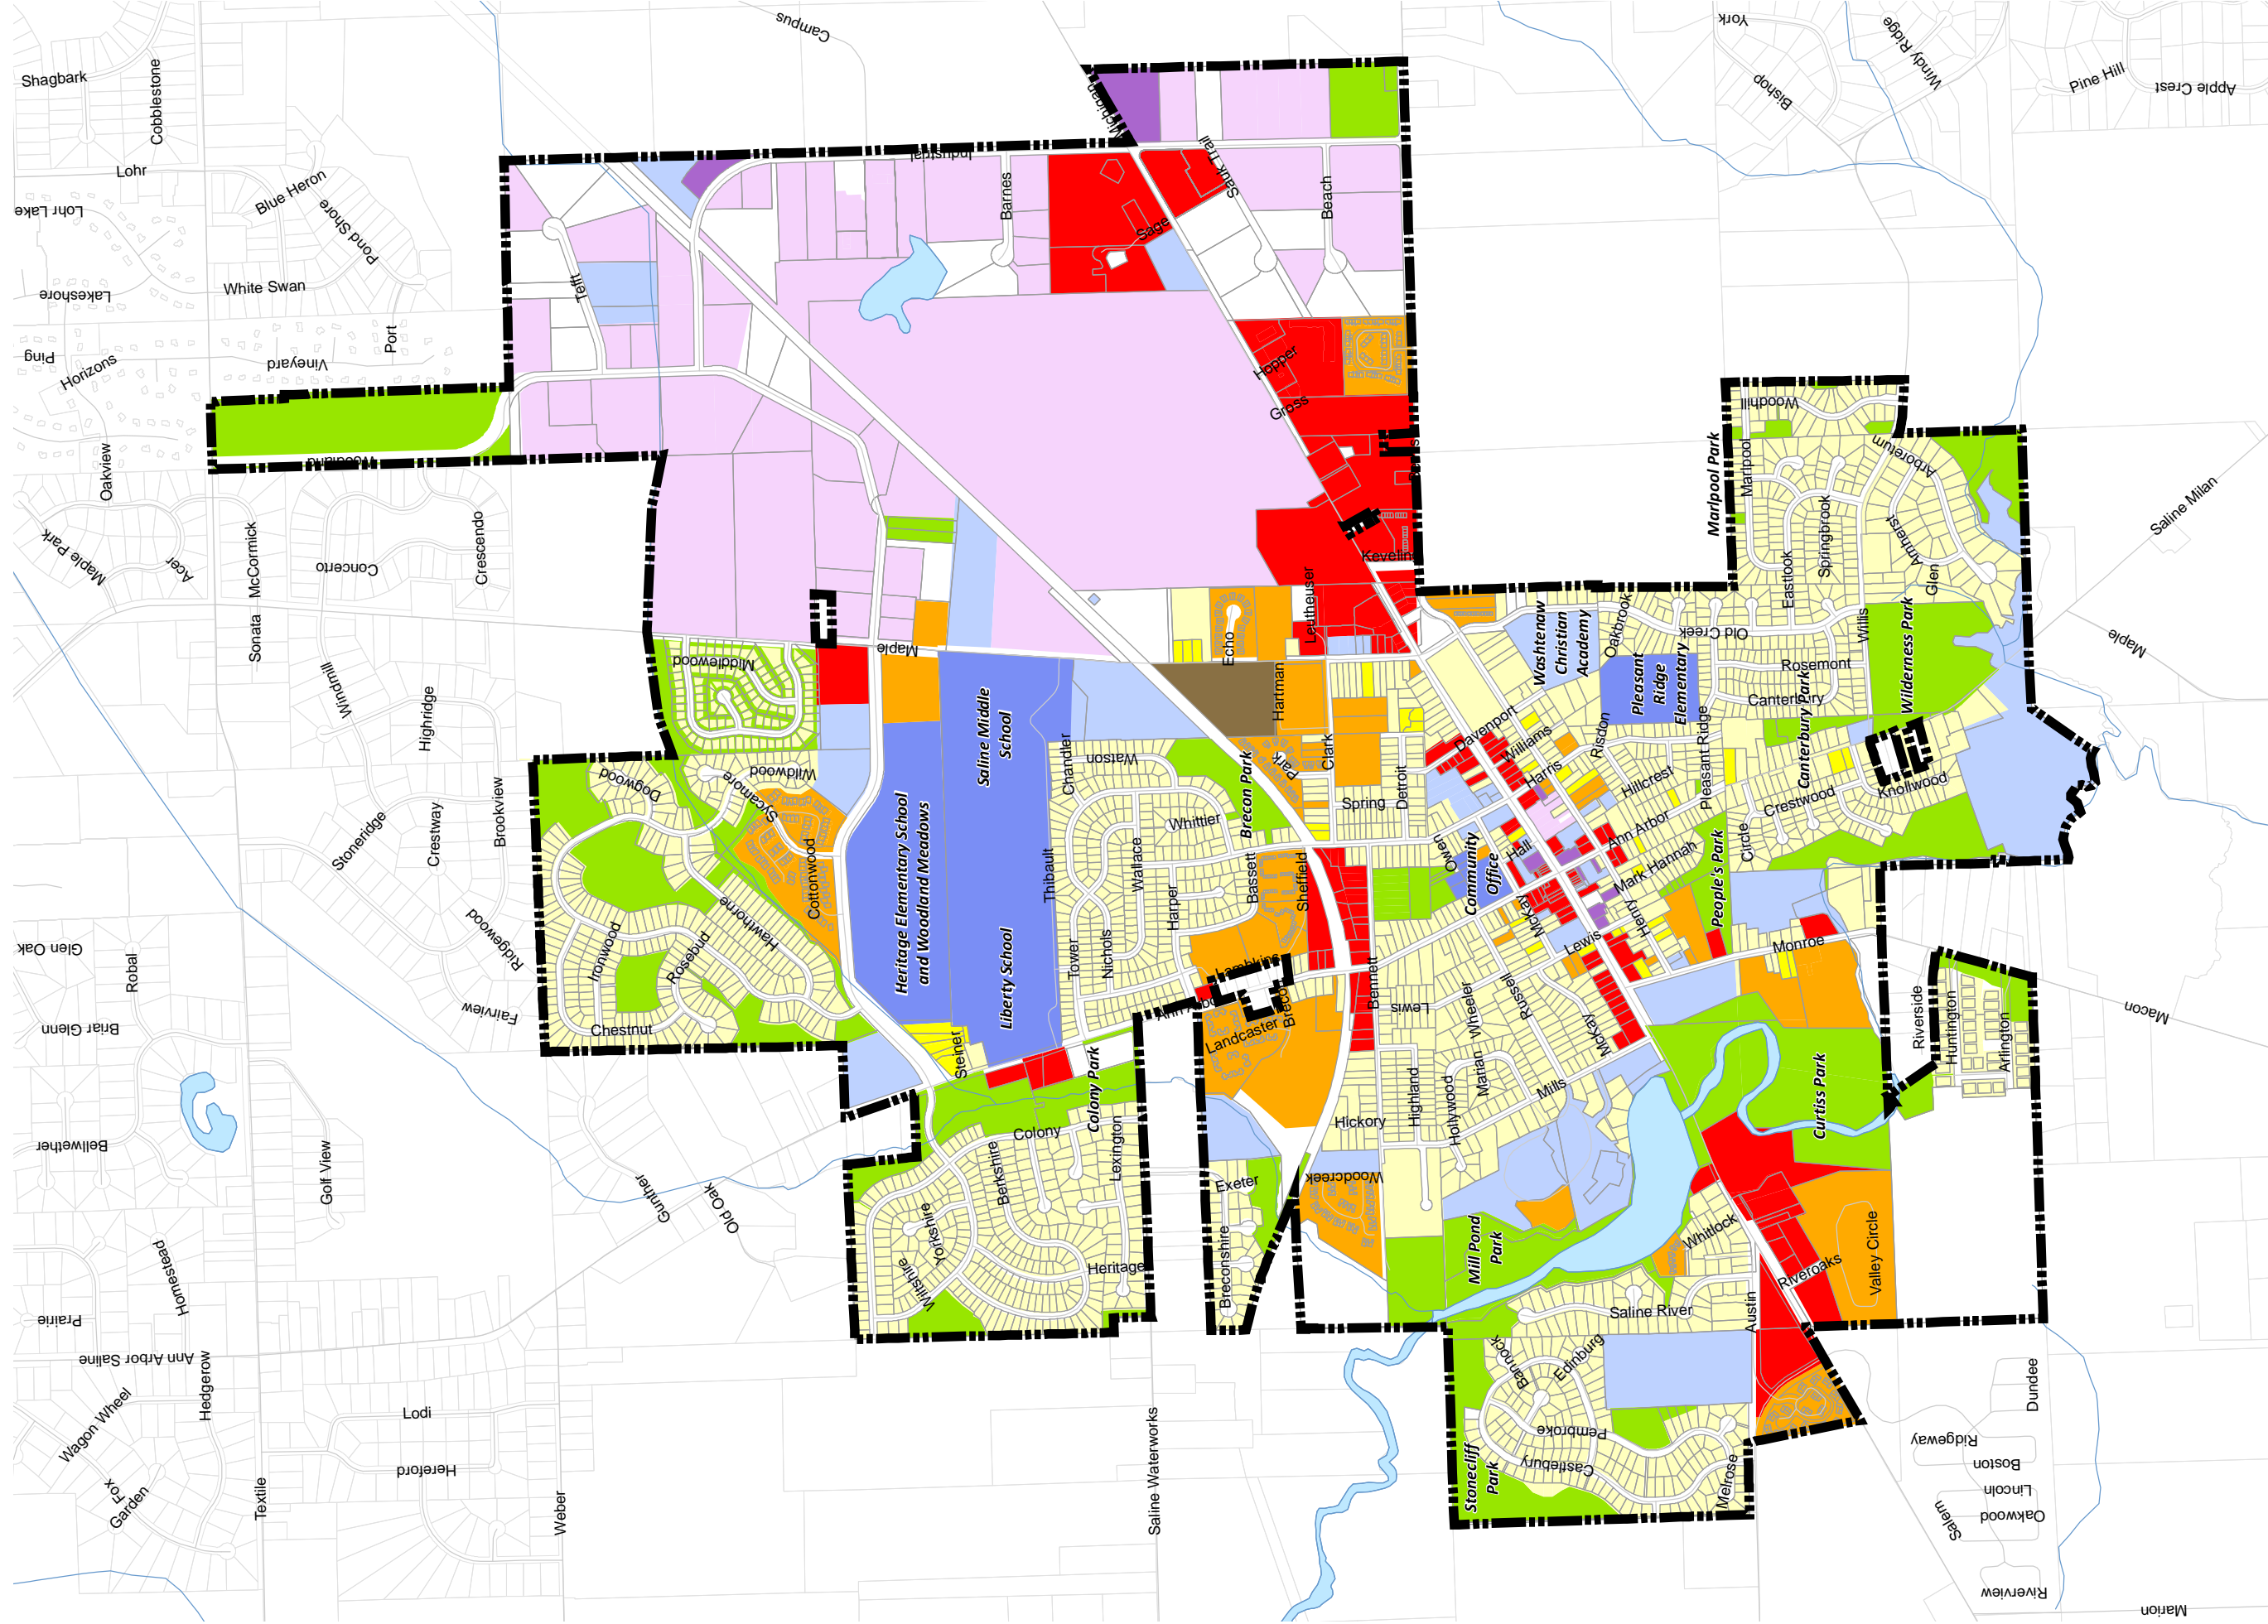 Campus
York
Windy Ridge
Shagbark
Cobblestone
Bishop
Pine Hill
Apple Crest
Michigan
Industrial
Sauk Trail
Lohr
Blue Heron
Barnes
Beach
Lohr Lake
Pond Shore
Sage
Lakeshore
White Swan
Tefft
Port
Ping
Horizons
Vineyard
Hopper
Gross
Woodhill
Oakview
Woodland
Marlpool Park
Marlpool
Arboretum
Maple Park
Acer
McCormick
Concerto
Crescendo
Springbrook
Amherst
Saline Milan
Keveling
Eastlook
Glen
Leutheuser
Washtenaw
Christian
Academy
Oakbrook
Old Creek
Willis
Wilderness Park
Maple
Sonata
Windmill
Middlewood
Maple
Echo
Hartman
Pleasant
Ridge
Elementary
Rosemont
Canterbury
Canterbury Park
Highridge
Saline Middle
School
Davenport
Williams
Risdon
Pleasant Ridge
Stoneridge
Crestway
Brookview
Dogwood
Sycamore
Wildwood
Chandler
Watson
Brecon Park
Park
Clark
Spring
Detroit
Harris
Hillcrest
Crestwood
Knollwood
Heritage Elementary School
and Woodland Meadows
Whittier
Wallace
Cottonwood
Thibault
Harper
Bassett
Sheffield
Owen
Community
Office
Hall
Ann Arbor
Mark Hannah
People's Park
Circle
Glen Oak
Robal
Ridgewood
Ironwood
Rosebud
Hawthorne
Liberty School
Tower
Nichols
Lambkins
McKay
Lewis
Henry
Monroe
Briar Glenn
Fairview
Chestnut
Steiner
Landcaster
Brecon
Bennett
Lewis
Wheeler
Russell
McKay
Riverside
Huntington
Arlington
Macon
Colony Park
Curtiss Park
Bellwether
Golf View
Gunther
Old Oak
Colony
Berkshire
Lexington
Hickory
Highland
Hollywood
Marian
Mills
Exeter
Woodcreek
Homestead
Yorkshire
Wiltshire
Heritage
Breconshire
Mill Pond
Park
Whitlock
Riveroaks
Valley Circle
Prairie
Ann Arbor Saline
Hedgerow
Saline River
Austin
Bannock
Edinburg
Dundee
Wagon Wheel
Lodi
Fox
Garden
Hereford
Textile
Weber
Saline Waterworks
Stonecliff
Park
Pembroke
Castlebury
Melrose
Ridgeway
Boston
Lincoln
Oakwood
Salem
Riverview
Marion